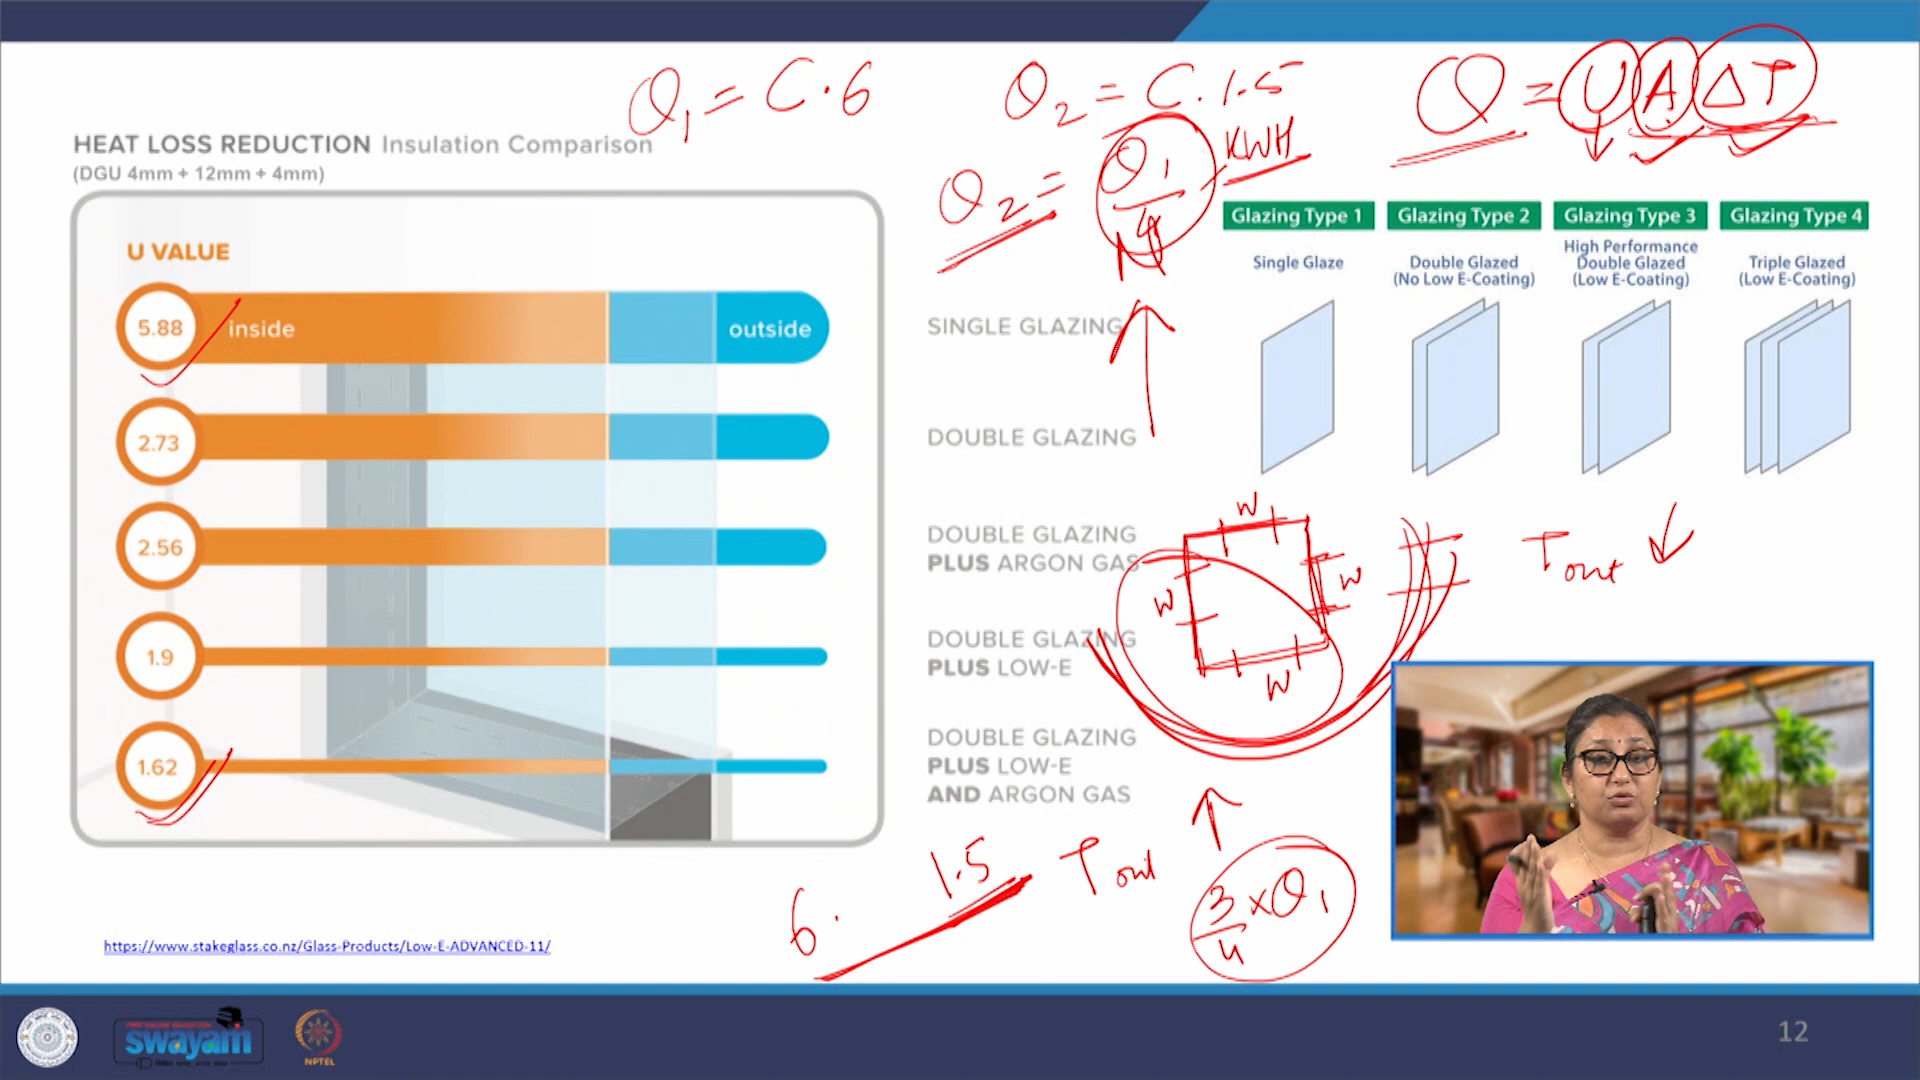 Q₁ = C.6
Q₂ = C.1.5
Q = U A ΔT
Q₂ = Q₁/4
KWH
HEAT LOSS REDUCTION Insulation Comparison
(DGU 4mm + 12mm + 4mm)
U VALUE
5.88
inside
outside
SINGLE GLAZING
2.73
DOUBLE GLAZING
2.56
DOUBLE GLAZING
PLUS ARGON GAS
1.9
DOUBLE GLAZING
PLUS LOW-E
1.62
DOUBLE GLAZING
PLUS LOW-E
AND ARGON GAS
Glazing Type 1
Single Glaze
Glazing Type 2
Double Glazed
(No Low E-Coating)
Glazing Type 3
High Performance
Double Glazed
(Low E-Coating)
Glazing Type 4
Triple Glazed
(Low E-Coating)
W
W
W
W
Tout
6.
1.5
Tout
3/4 × Q₁
https://www.stakeglass.co.nz/Glass-Products/Low-E-ADVANCED-11/
swayam
NPTEL
12